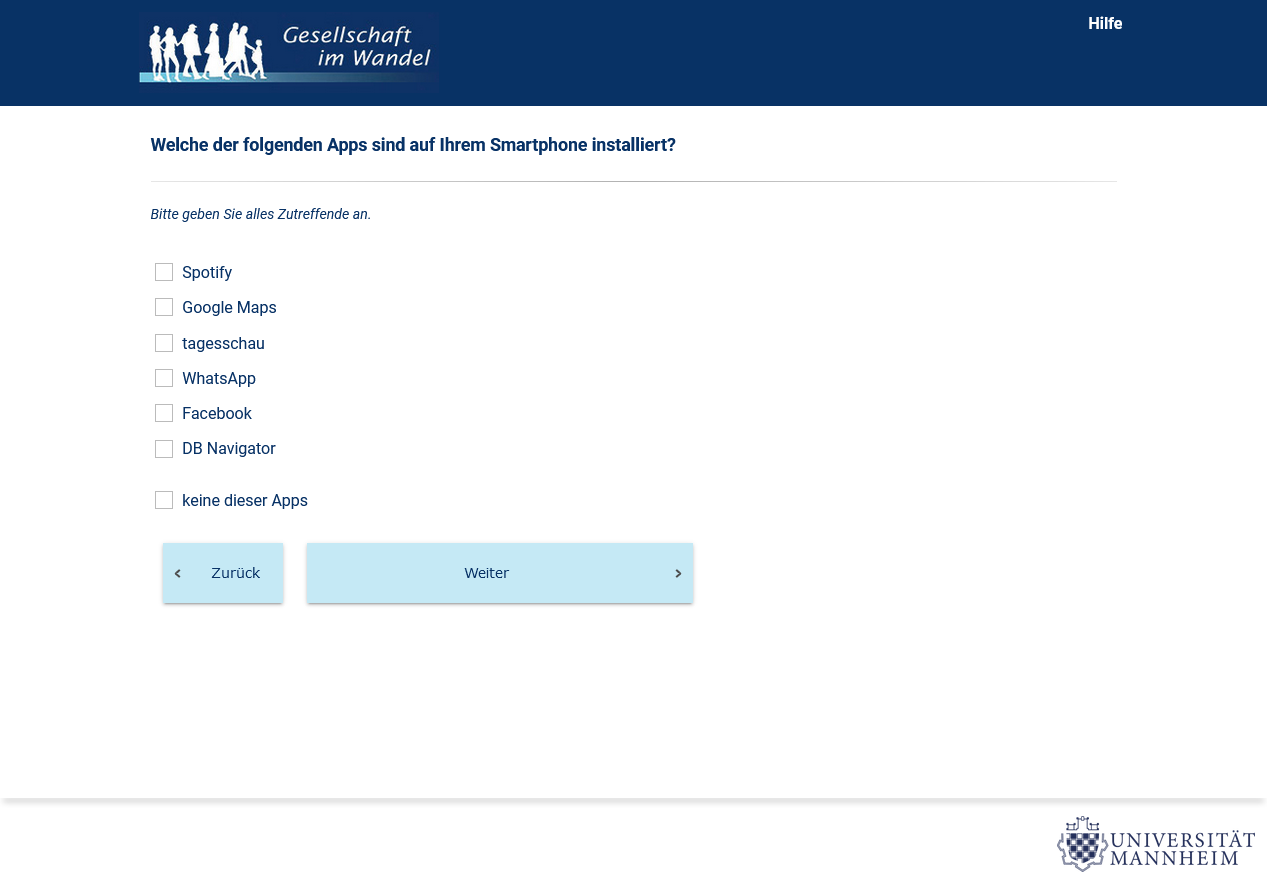 Gesellschaft
im Wandel
Hilfe
Welche der folgenden Apps sind auf Ihrem Smartphone installiert?
Bitte geben Sie alles Zutreffende an.
Spotify
Google Maps
tagesschau
WhatsApp
Facebook
DB Navigator
keine dieser Apps
Zurück
Weiter
UNIVERSITÄT
MANNHEIM